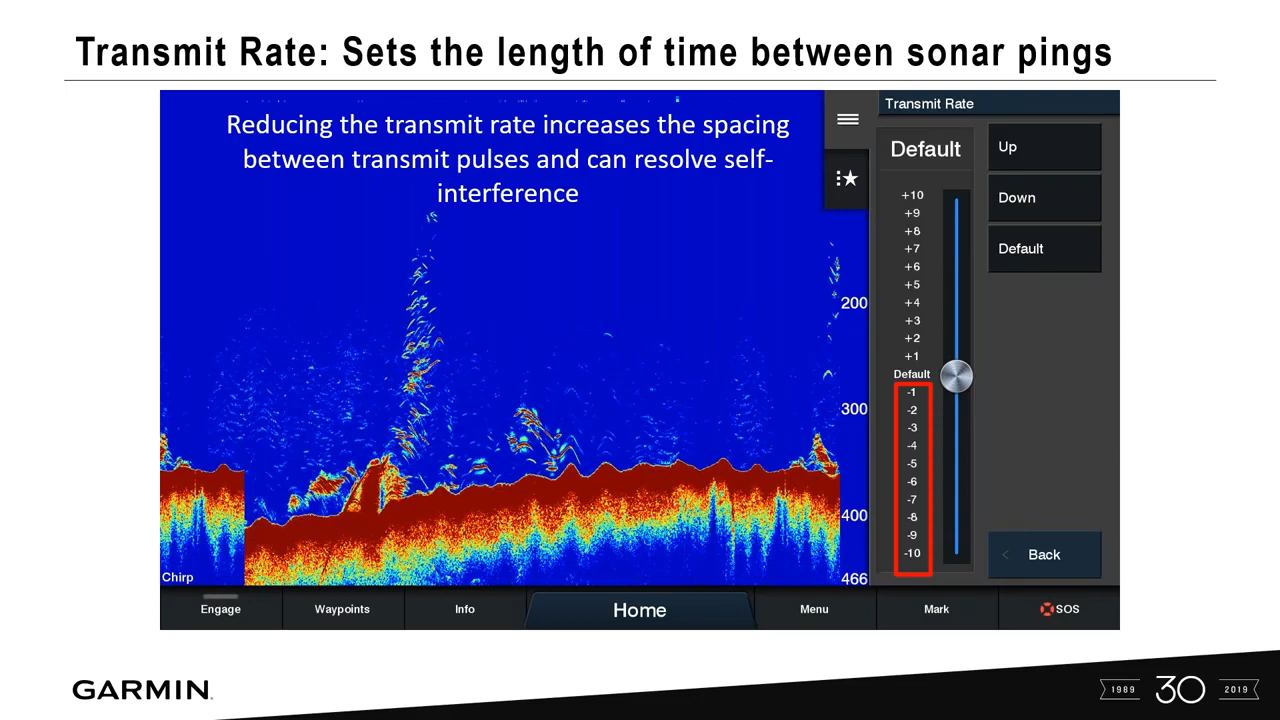 Transmit Rate: Sets the length of time between sonar pings
Reducing the transmit rate increases the spacing
between transmit pulses and can resolve self-
interference
200
300
400
466
Chirp
Transmit Rate
Default
+10
+9
+8
+7
+6
+5
+4
+3
+2
+1
Default
-1
-2
-3
-4
-5
-6
-7
-8
-9
-10
Up
Down
Default
Back
Engage
Waypoints
Info
Home
Menu
Mark
SOS
GARMIN
1989
30
2019